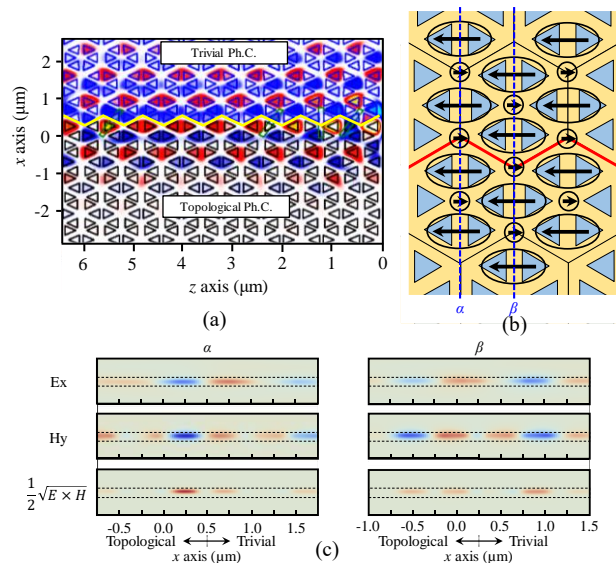 (a)
Trivial Ph.C.
Topological Ph.C.
x axis (μm)
2
1
0
-1
-2
6
5
4
3
2
1
0
z axis (μm)
(a)
α
β
(b)
α
β
Ex
Hy
1/2 √E × H
-0.5
0.0
0.5
1.0
1.5
Topological
Trivial
x axis (μm)
-1.0
-0.5
0.0
0.5
1.0
1.5
Topological
Trivial
x axis (μm)
(c)